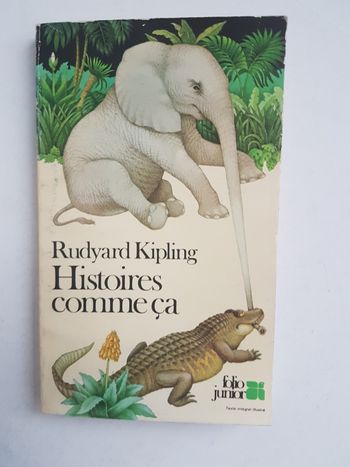 Rudyard Kipling
Histoires
comme ça
folio
junior
Texte intégral illustré